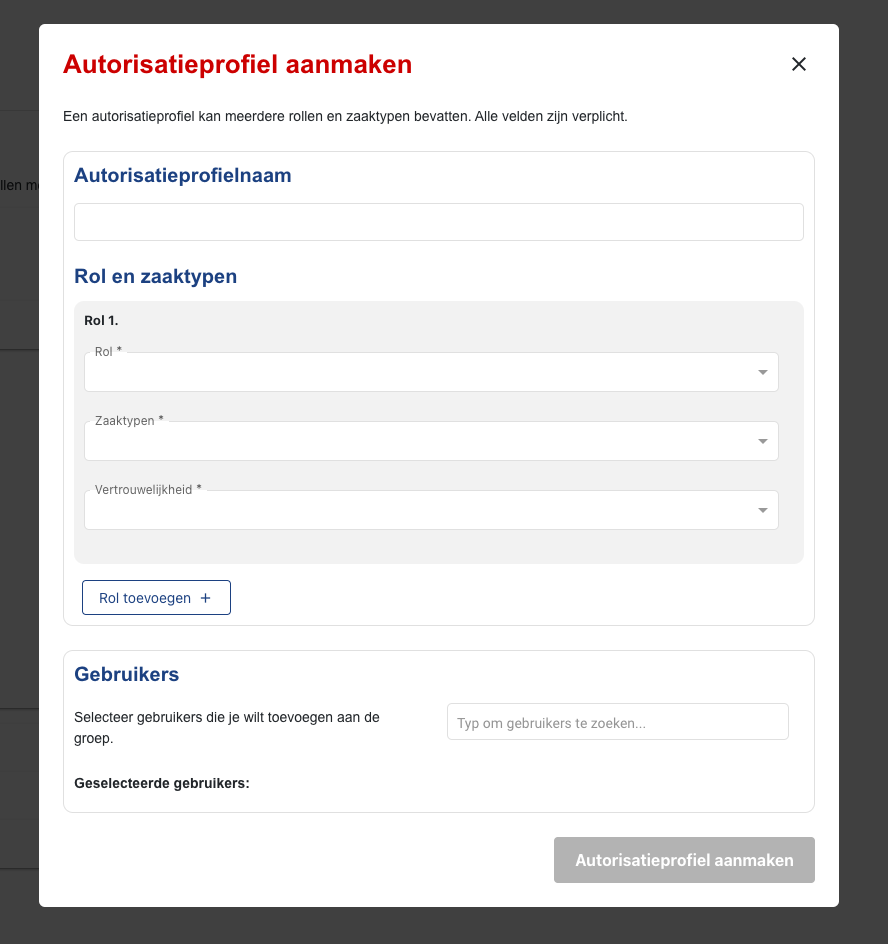 Autorisatieprofiel aanmaken
Een autorisatieprofiel kan meerdere rollen en zaaktypen bevatten. Alle velden zijn verplicht.
Autorisatieprofielnaam
Rol en zaaktypen
Rol 1.
Rol *
Zaaktypen *
Vertrouwelijkheid *
Rol toevoegen +
Gebruikers
Selecteer gebruikers die je wilt toevoegen aan de
groep.
Typ om gebruikers te zoeken...
Geselecteerde gebruikers:
Autorisatieprofiel aanmaken